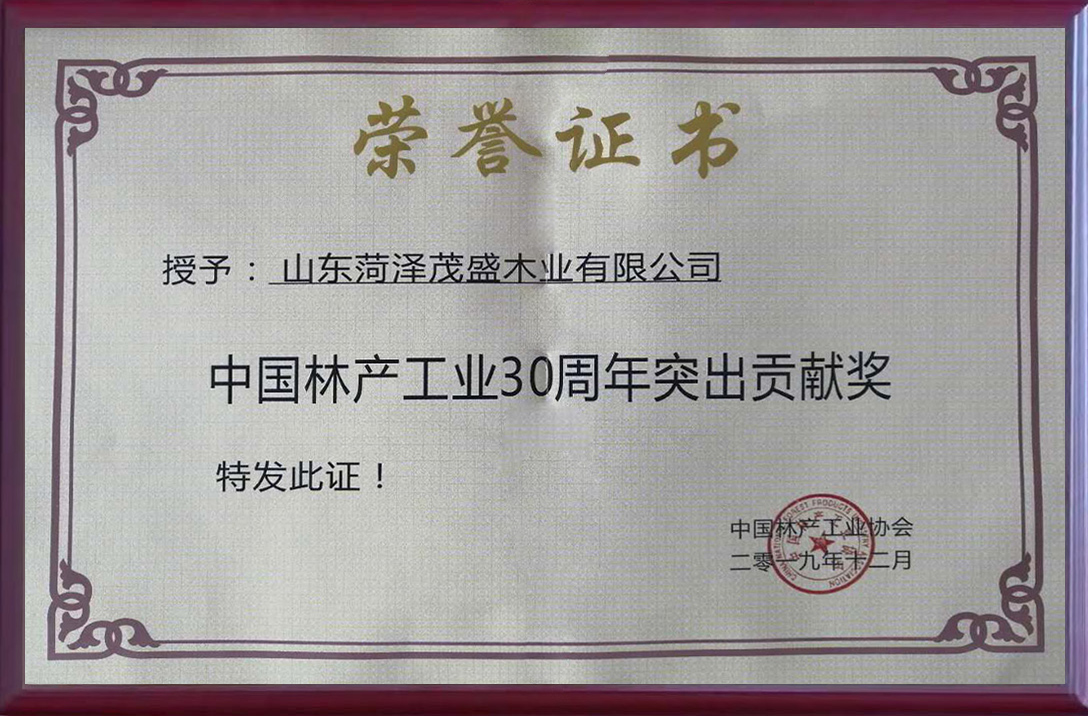 荣誉证书
授予：山东菏泽茂盛木业有限公司
中国林产工业30周年突出贡献奖
特发此证！
中国林产工业协会
二零一九年十二月